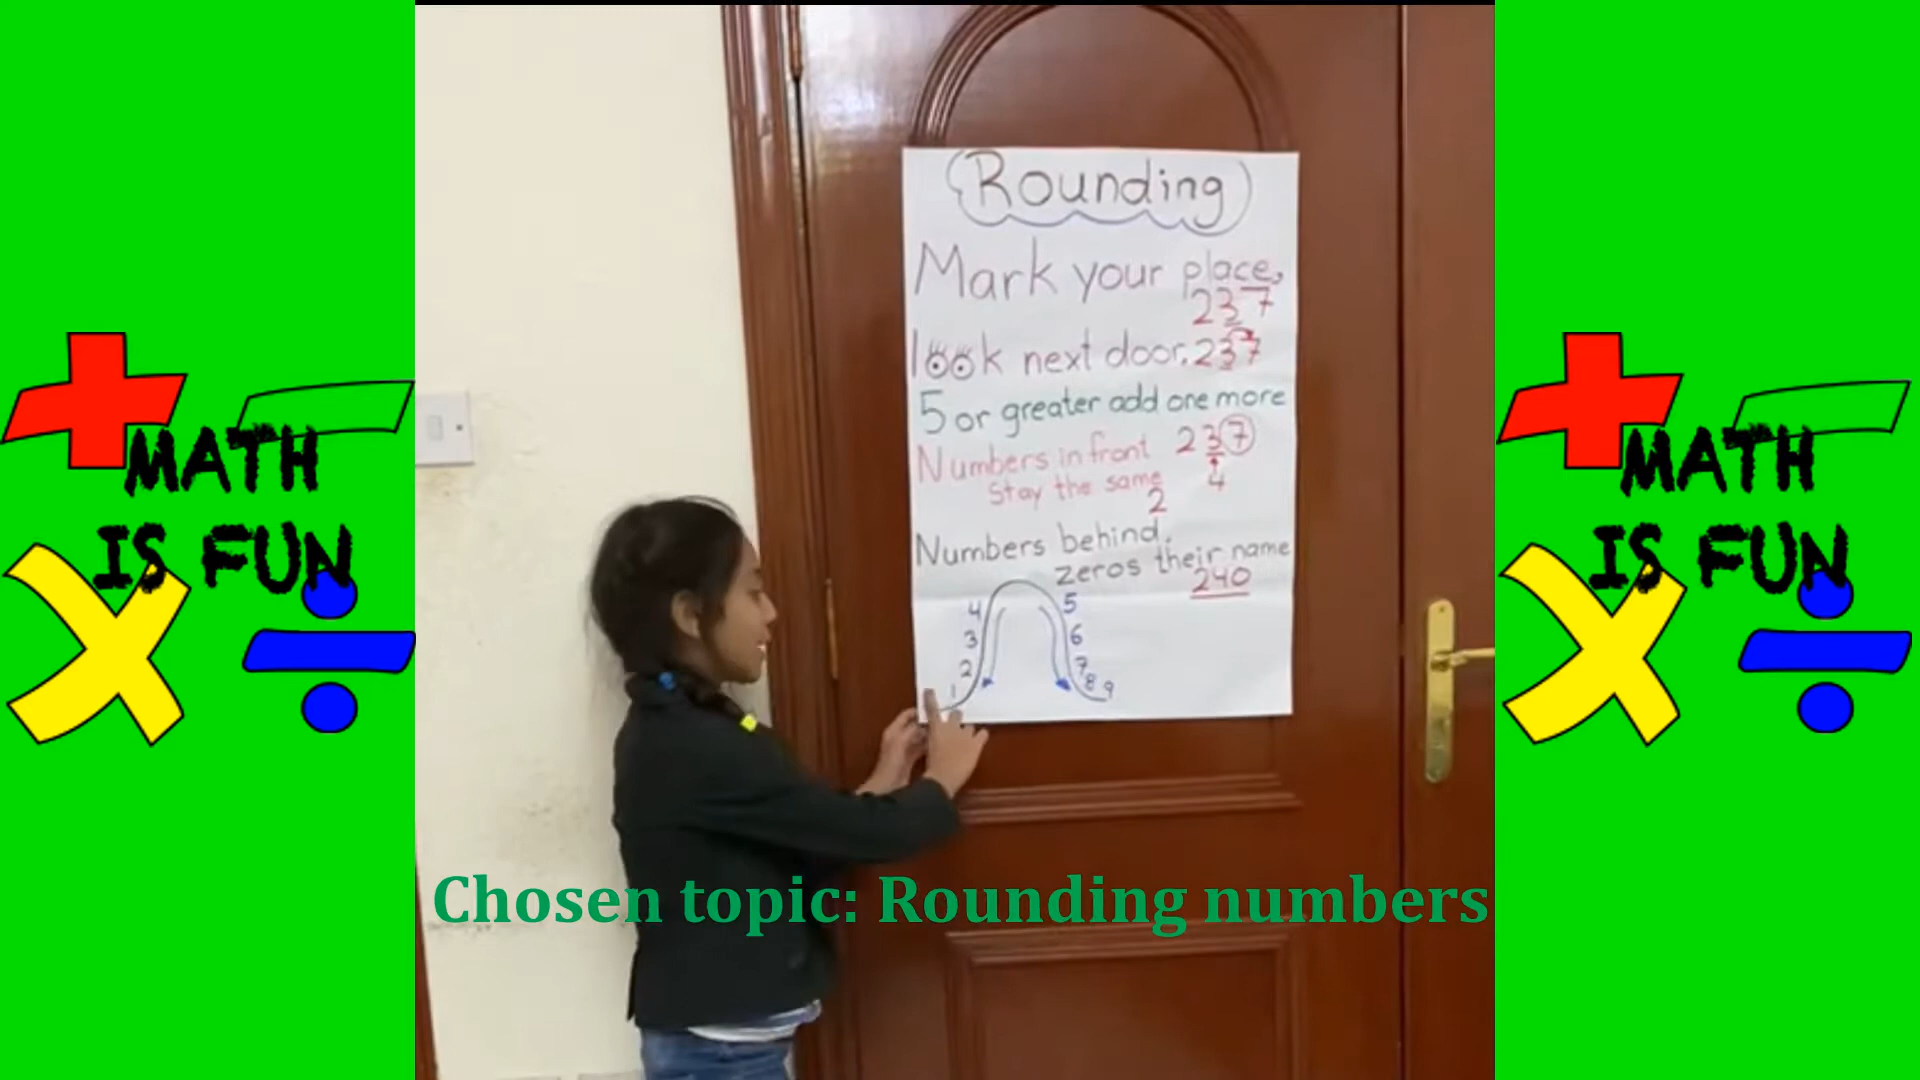 MATH
IS FUN
Rounding
Mark your place,
237
look next door. 237
5 or greater add one more
Numbers in front 237
Stay the same 4
2
Numbers behind.
zeros their name
240
4 5
3 6
2 7
1 8 9
Chosen topic: Rounding numbers
MATH
IS FUN